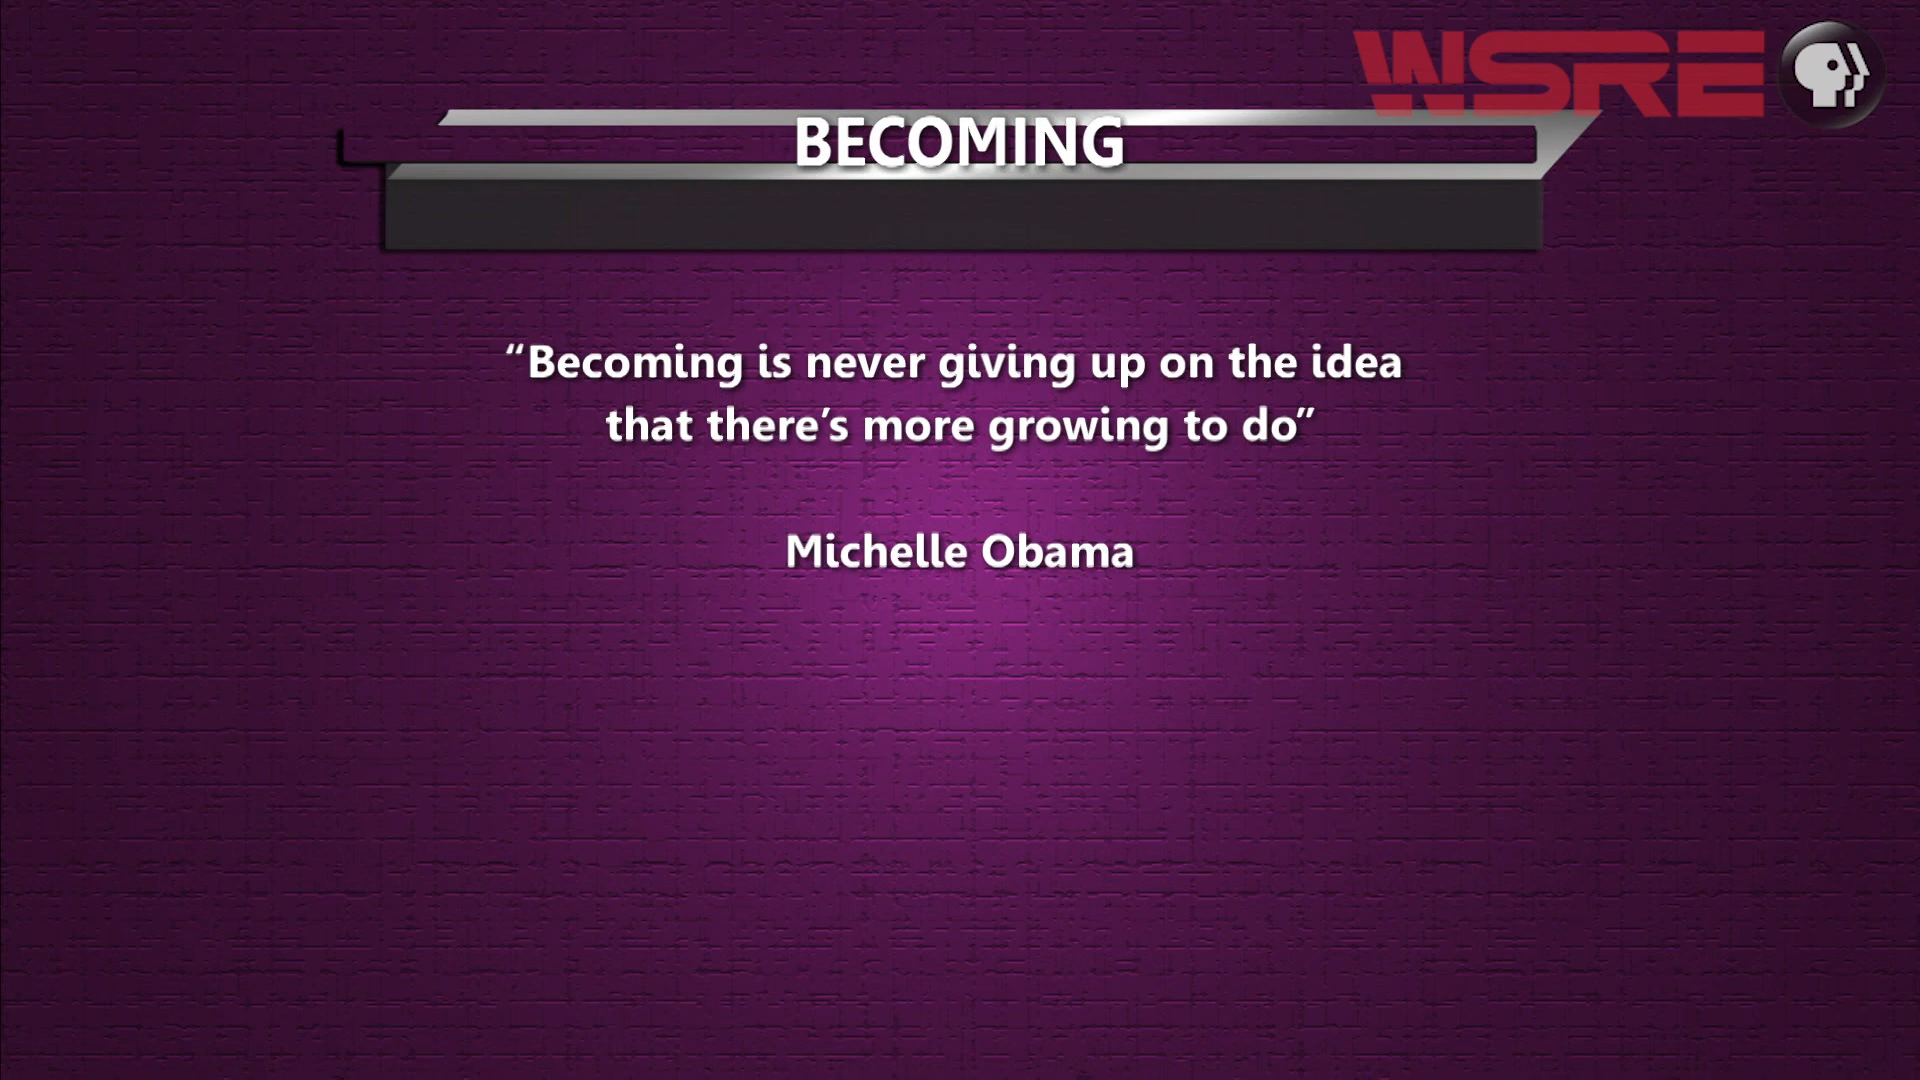 WSRE
BECOMING
“Becoming is never giving up on the idea
that there’s more growing to do”
Michelle Obama